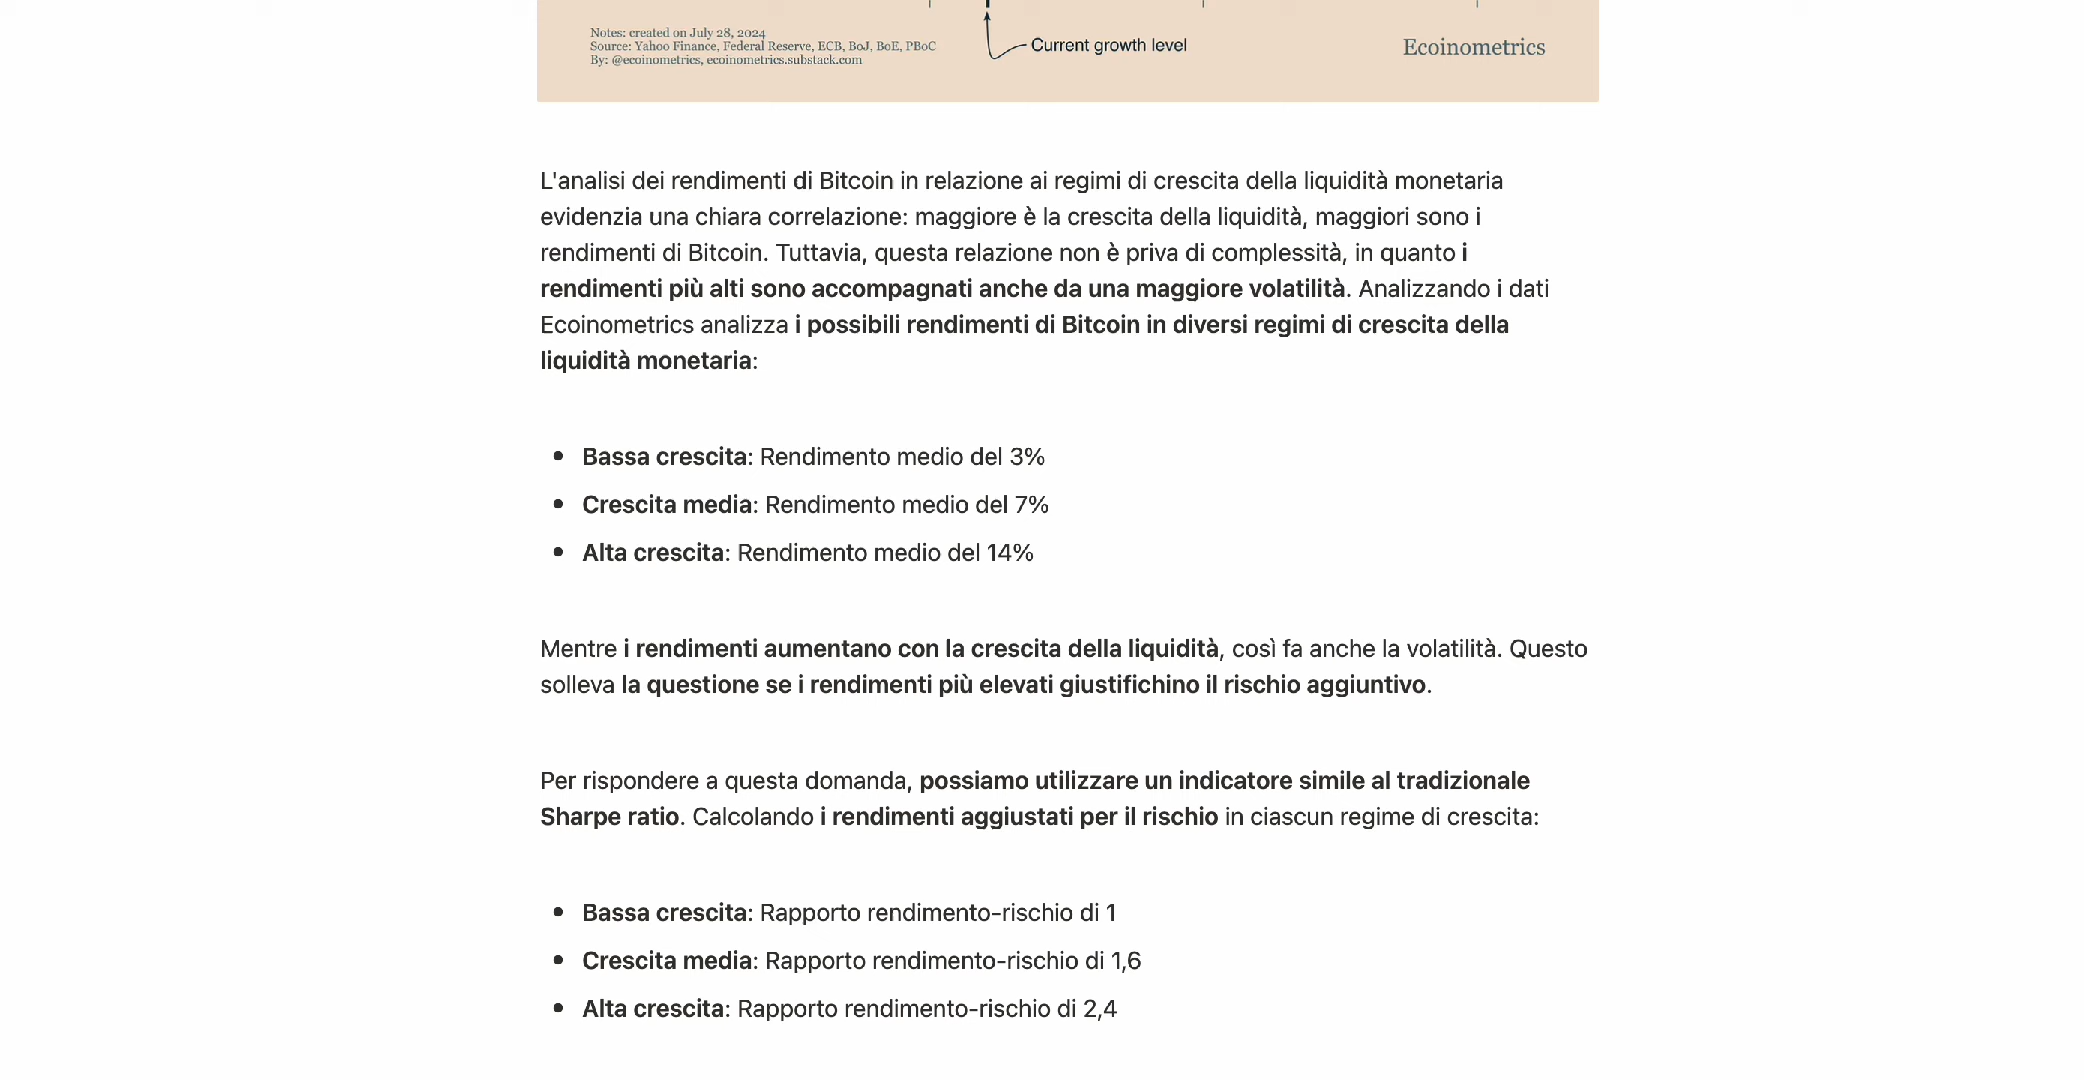 Notes: created on July 28, 2024
Source: Yahoo Finance, Federal Reserve, ECB, BoJ, BoE, PBoC
By: @ecoinometrics, ecoinometrics.substack.com
Current growth level
Ecoinometrics
L'analisi dei rendimenti di Bitcoin in relazione ai regimi di crescita della liquidità monetaria
evidenzia una chiara correlazione: maggiore è la crescita della liquidità, maggiori sono i
rendimenti di Bitcoin. Tuttavia, questa relazione non è priva di complessità, in quanto i
rendimenti più alti sono accompagnati anche da una maggiore volatilità. Analizzando i dati
Ecoinometrics analizza i possibili rendimenti di Bitcoin in diversi regimi di crescita della
liquidità monetaria:
• Bassa crescita: Rendimento medio del 3%
• Crescita media: Rendimento medio del 7%
• Alta crescita: Rendimento medio del 14%
Mentre i rendimenti aumentano con la crescita della liquidità, così fa anche la volatilità. Questo
solleva la questione se i rendimenti più elevati giustifichino il rischio aggiuntivo.
Per rispondere a questa domanda, possiamo utilizzare un indicatore simile al tradizionale
Sharpe ratio. Calcolando i rendimenti aggiustati per il rischio in ciascun regime di crescita:
• Bassa crescita: Rapporto rendimento-rischio di 1
• Crescita media: Rapporto rendimento-rischio di 1,6
• Alta crescita: Rapporto rendimento-rischio di 2,4